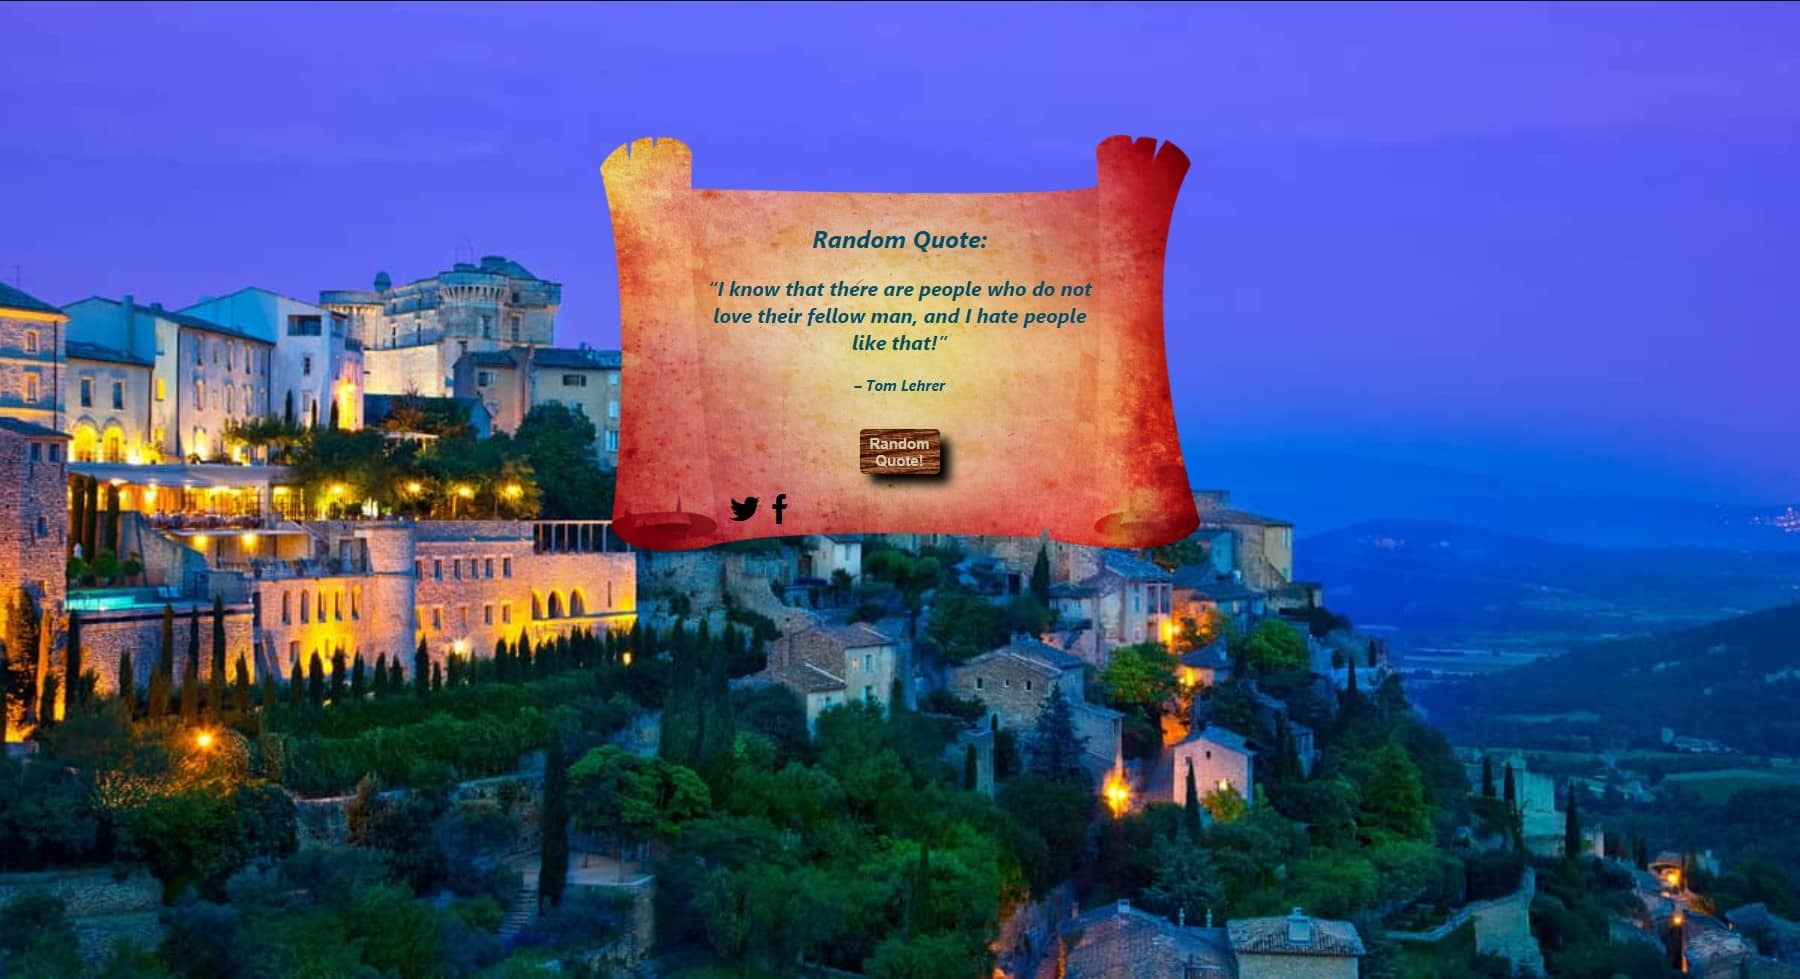 Random Quote:
“I know that there are people who do not
love their fellow man, and I hate people
like that!”
– Tom Lehrer
Random
Quote!